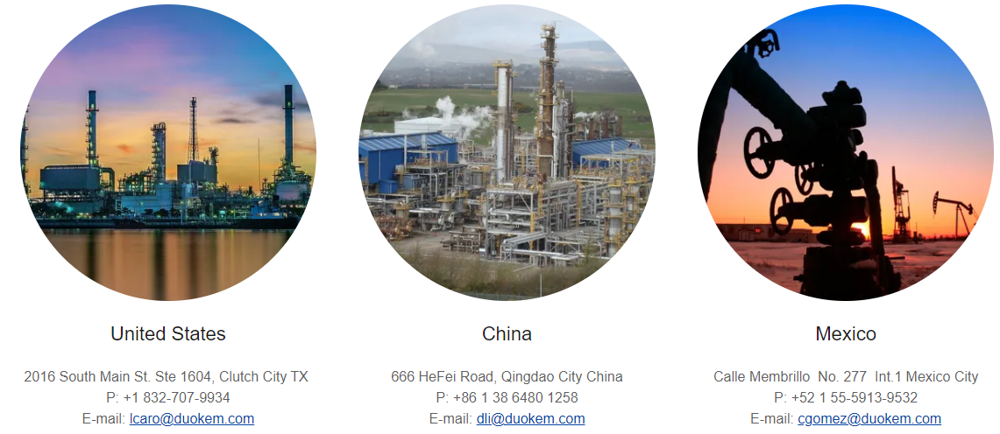 United States
2016 South Main St. Ste 1604, Clutch City TX
P: +1 832-707-9934
E-mail: lcaro@duokem.com
China
666 HeFei Road, Qingdao City China
P: +86 1 38 6480 1258
E-mail: dli@duokem.com
Mexico
Calle Membrillo  No. 277  Int.1 Mexico City
P: +52 1 55-5913-9532
E-mail: cgomez@duokem.com